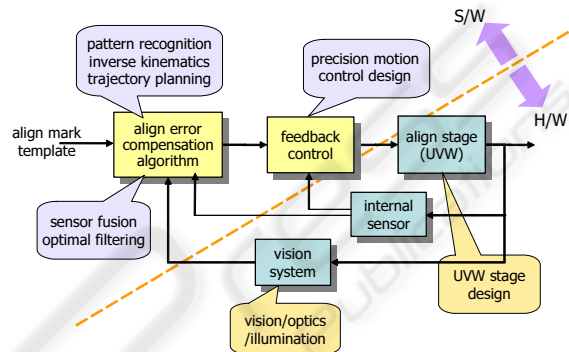 S/W
pattern recognition
inverse kinematics
trajectory planning
precision motion
control design
H/W
align mark
template
align error
compensation
algorithm
feedback
control
align stage
(UVW)
sensor fusion
optimal filtering
internal
sensor
vision
system
UVW stage
design
vision/optics
/illumination